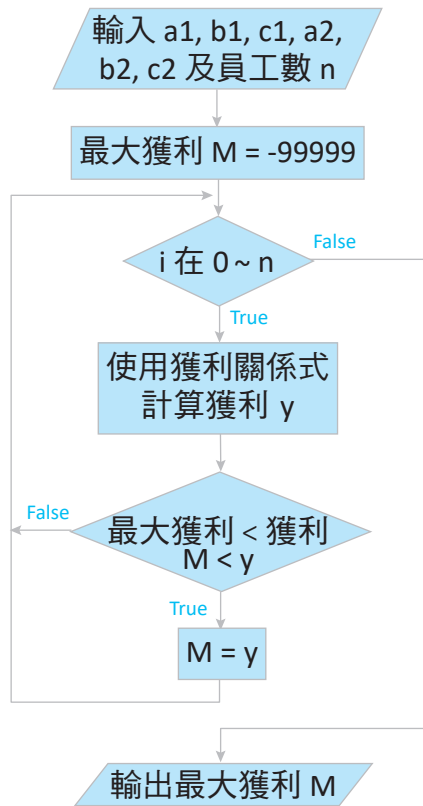 輸入 a1, b1, c1, a2,
b2, c2 及員工數 n
最大獲利 M = -99999
i 在 0 ~ n
False
True
使用獲利關係式
計算獲利 y
最大獲利 < 獲利
M < y
False
True
M = y
輸出最大獲利 M